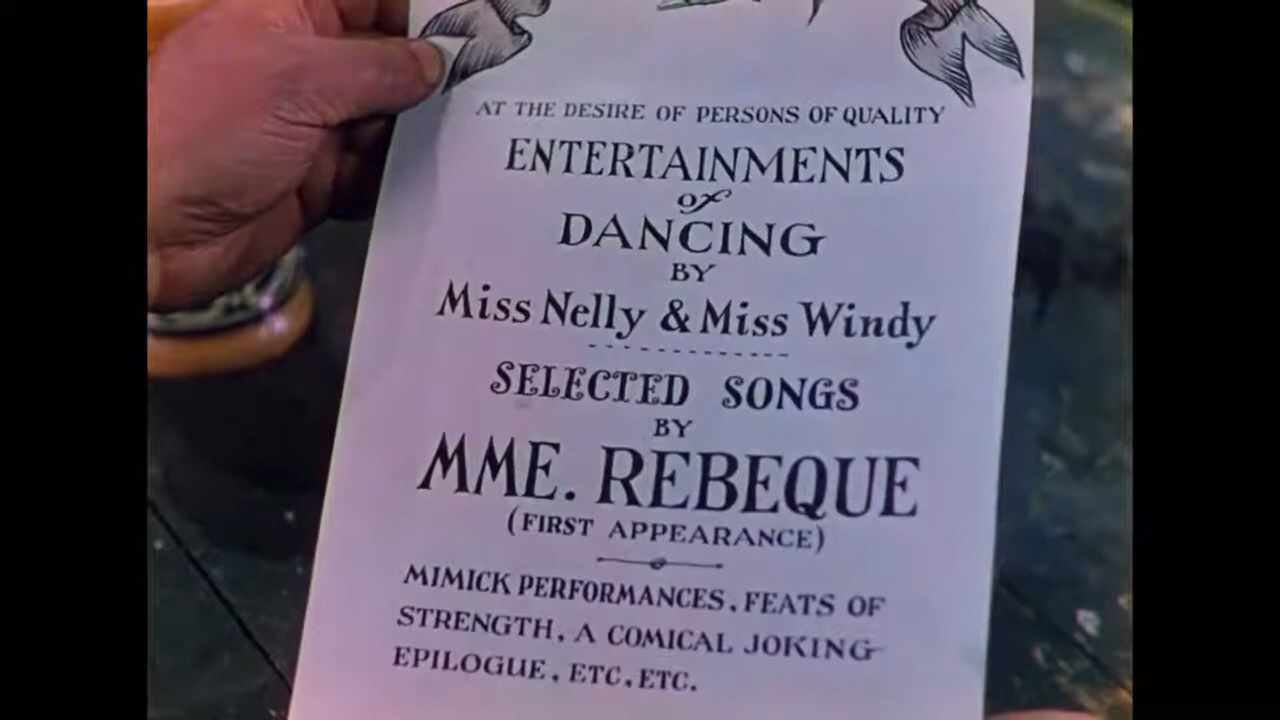 AT THE DESIRE OF PERSONS OF QUALITY
ENTERTAINMENTS
of
DANCING
BY
Miss Nelly & Miss Windy
SELECTED SONGS
BY
MME. REBEQUE
(FIRST APPEARANCE)
MIMICK PERFORMANCES, FEATS OF
STRENGTH, A COMICAL JOKING
EPILOGUE, ETC, ETC.